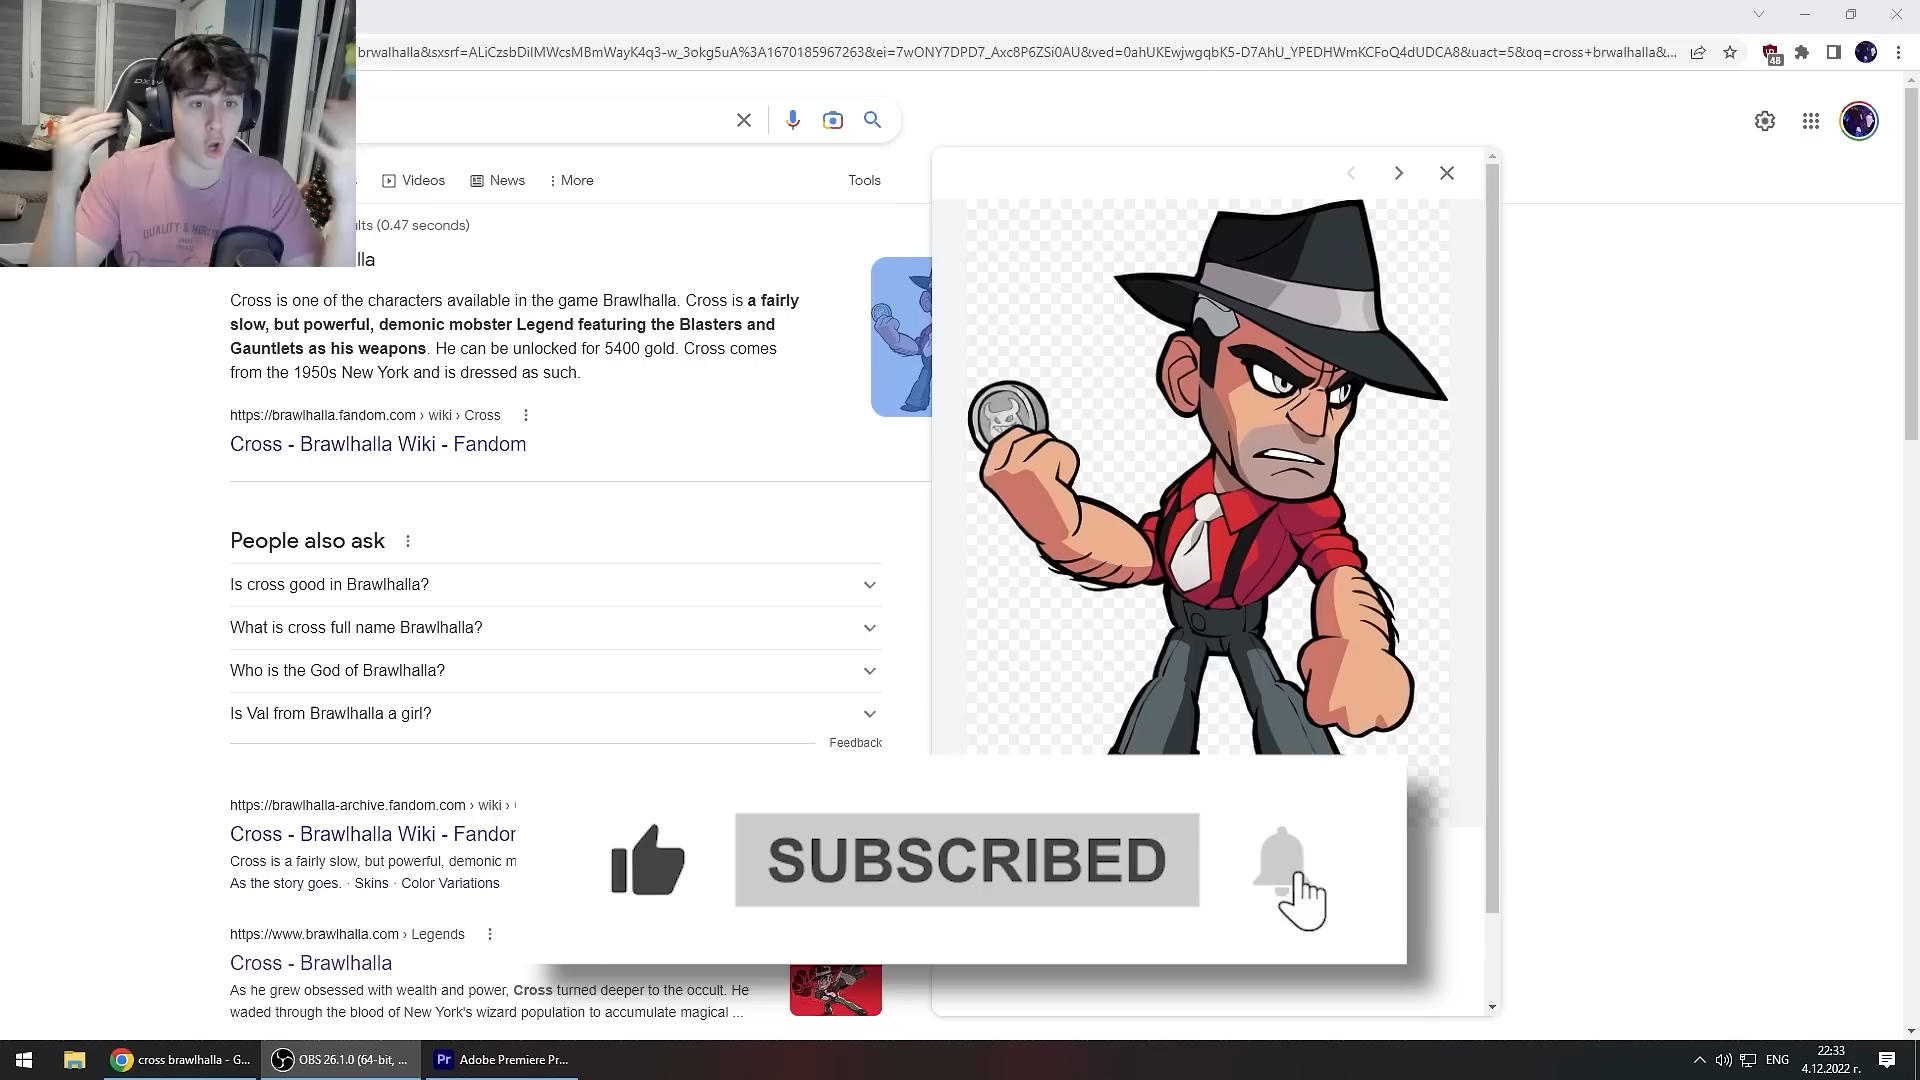 brwalhalla&sxsrf=ALiCzsbDilMWcsMBmWayK4q3-w_3okg5uA%3A1670185967263&ei=7wONY7DPD7_Axc8P6ZSi0AU&ved=0ahUKEwjwgqbK5-D7AhU_YPEDHWmKCFoQ4dUDCA8&uact=5&oq=cross+brwalhalla&...
48
DXRACER
QUALITY &
Videos
News
More
Tools
lts (0.47 seconds)
lla
Cross is one of the characters available in the game Brawlhalla. Cross is a fairly
slow, but powerful, demonic mobster Legend featuring the Blasters and
Gauntlets as his weapons. He can be unlocked for 5400 gold. Cross comes
from the 1950s New York and is dressed as such.
https://brawlhalla.fandom.com › wiki › Cross
Cross - Brawlhalla Wiki - Fandom
People also ask
Is cross good in Brawlhalla?
What is cross full name Brawlhalla?
Who is the God of Brawlhalla?
Is Val from Brawlhalla a girl?
Feedback
https://brawlhalla-archive.fandom.com › wiki ›
Cross - Brawlhalla Wiki - Fandor
Cross is a fairly slow, but powerful, demonic m
As the story goes. · Skins · Color Variations
SUBSCRIBED
https://www.brawlhalla.com › Legends
Cross - Brawlhalla
As he grew obsessed with wealth and power, Cross turned deeper to the occult. He
waded through the blood of New York's wizard population to accumulate magical ...
cross brawlhalla - G...
OBS 26.1.0 (64-bit, ...
Pr
Adobe Premiere Pr...
ENG
22:33
4.12.2022 г.